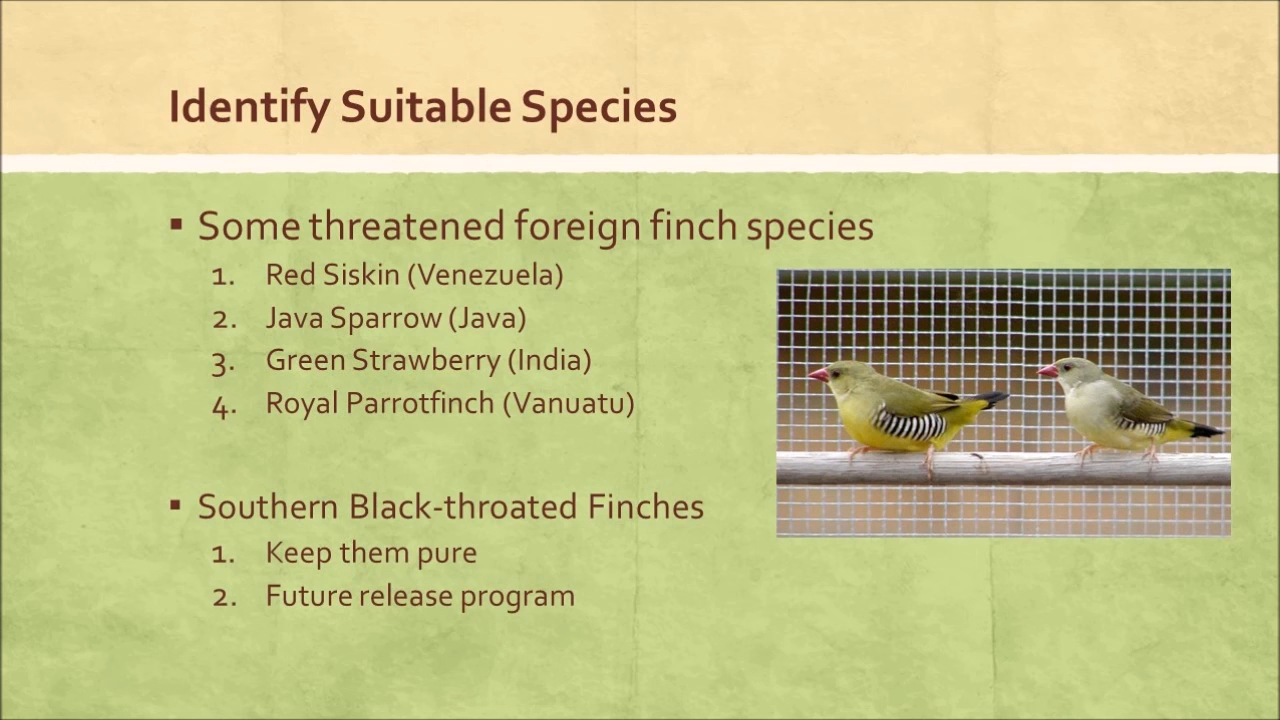 Identify Suitable Species
▪ Some threatened foreign finch species
1. Red Siskin (Venezuela)
2. Java Sparrow (Java)
3. Green Strawberry (India)
4. Royal Parrotfinch (Vanuatu)
▪ Southern Black-throated Finches
1. Keep them pure
2. Future release program